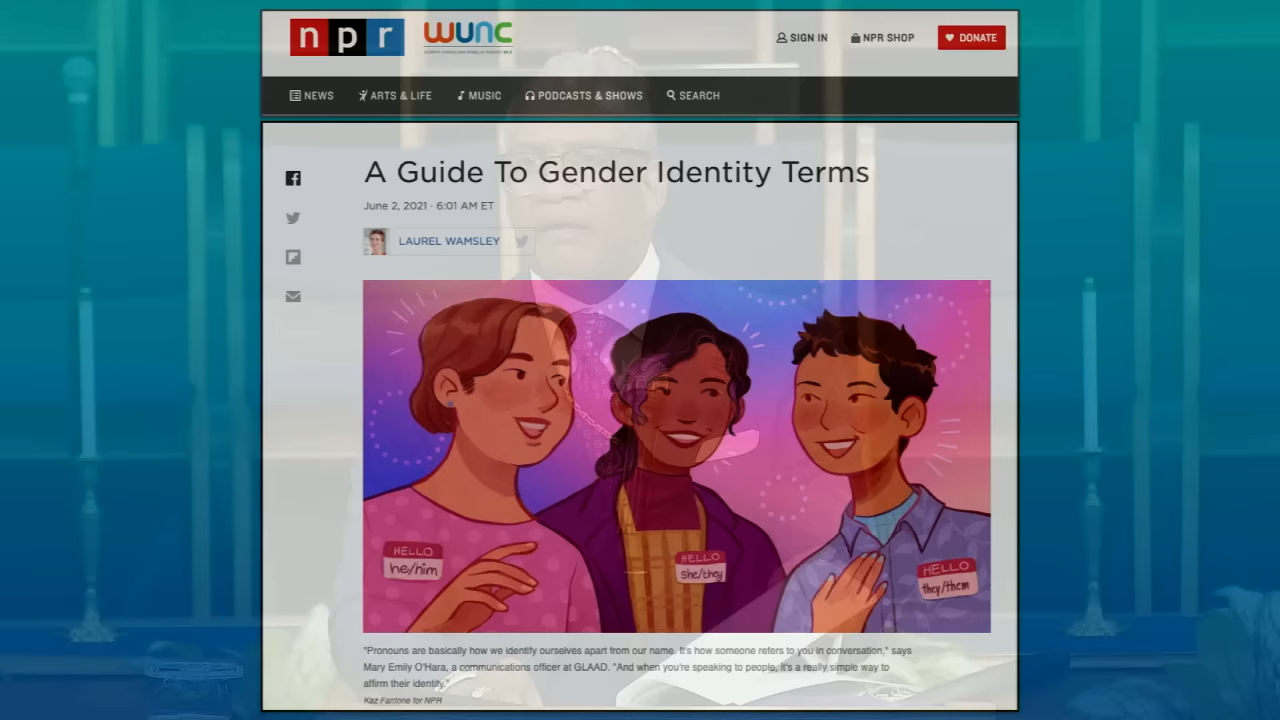 npr
wunc
SIGN IN
NPR SHOP
DONATE
NEWS
ARTS & LIFE
MUSIC
PODCASTS & SHOWS
SEARCH
A Guide To Gender Identity Terms
June 2, 2021 · 6:01 AM ET
LAUREL WAMSLEY
HELLO
he/him
HELLO
she/they
HELLO
they/them
"Pronouns are basically how we identify ourselves apart from our name. It's how someone refers to you in conversation," says
Mary Emily O'Hara, a communications officer at GLAAD. "And when you're speaking to people, it's a really simple way to
affirm their identity."
Kaz Fantone for NPR